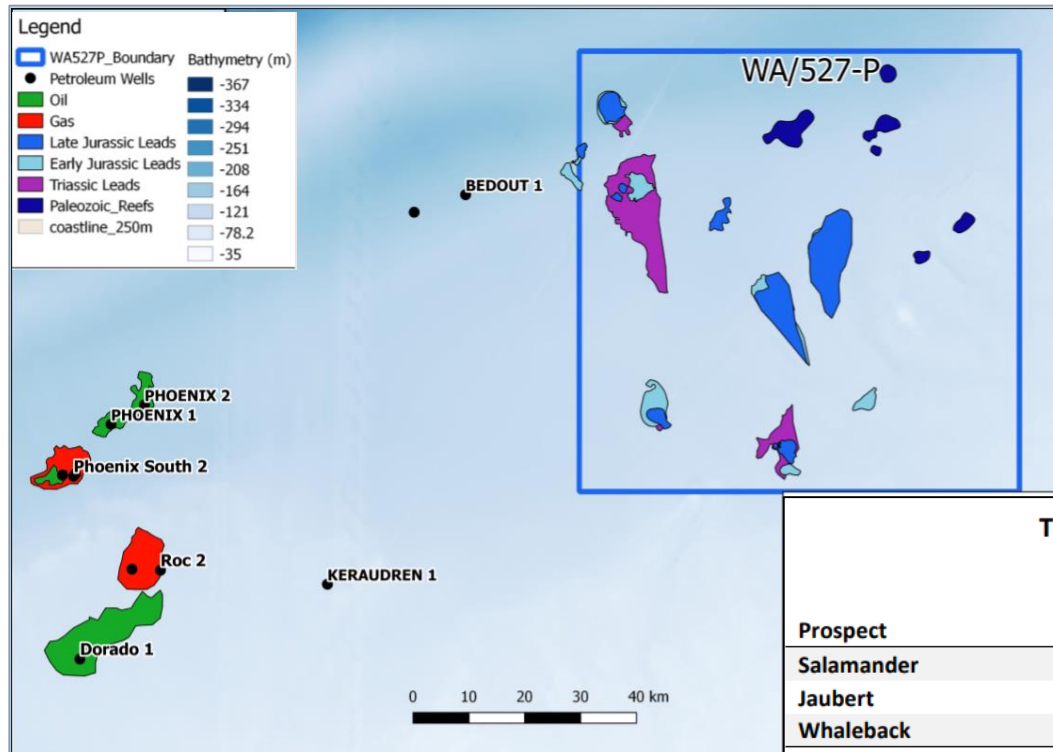 Legend
WA527P_Boundary
Petroleum Wells
Oil
Gas
Late Jurassic Leads
Early Jurassic Leads
Triassic Leads
Paleozoic_Reefs
coastline_250m
Bathymetry (m)
-367
-334
-294
-251
-208
-164
-121
-78.2
-35
WA/527-P
BEDOUT 1
PHOENIX 2
PHOENIX 1
Phoenix South 2
Roc 2
KERAUDREN 1
Dorado 1
0 10 20 30 40 km
T
Prospect
Salamander
Jaubert
Whaleback